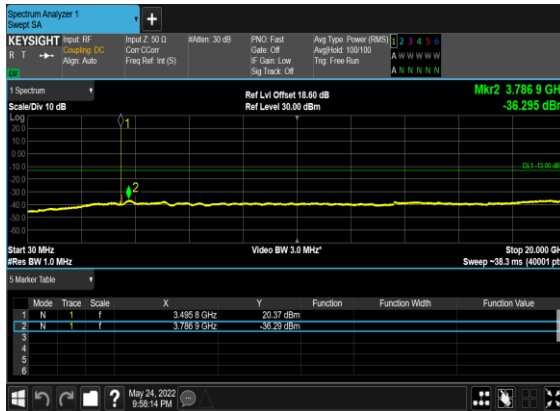 Spectrum Analyzer 1
Swept SA
+
KEYSIGHT Input: RF Input Z: 50 Ω #Atten: 30 dB PNO: Fast Avg Type: Power (RMS) 1 2 3 4 5 6
R T Coupling: DC Corr CCorr Gate: Off Avg|Hold: 100/100 A W W W W W
Align: Auto Freq Ref: Int (S) IF Gain: Low Trig: Free Run
LXI Sig Track: Off A N N N N N
1 Spectrum
Ref Lvl Offset 18.60 dB Mkr2 3.786 9 GH
Scale/Div 10 dB Ref Level 30.00 dBm -36.295 dB
Log
20.0 1
10.0
0.00
-10.0 DL1 -13.00 dB
-20.0
-30.0 2
-40.0
-50.0
-60.0
Start 30 MHz Video BW 3.0 MHz* Stop 20.000 GH
#Res BW 1.0 MHz Sweep ~38.3 ms (40001 pt
5 Marker Table
Mode Trace Scale X Y Function Function Width Function Value
1 N 1 f 3.495 8 GHz 20.37 dBm
2 N 1 f 3.786 9 GHz -36.29 dBm
3
4
5
6
? May 24, 2022
9:58:14 PM